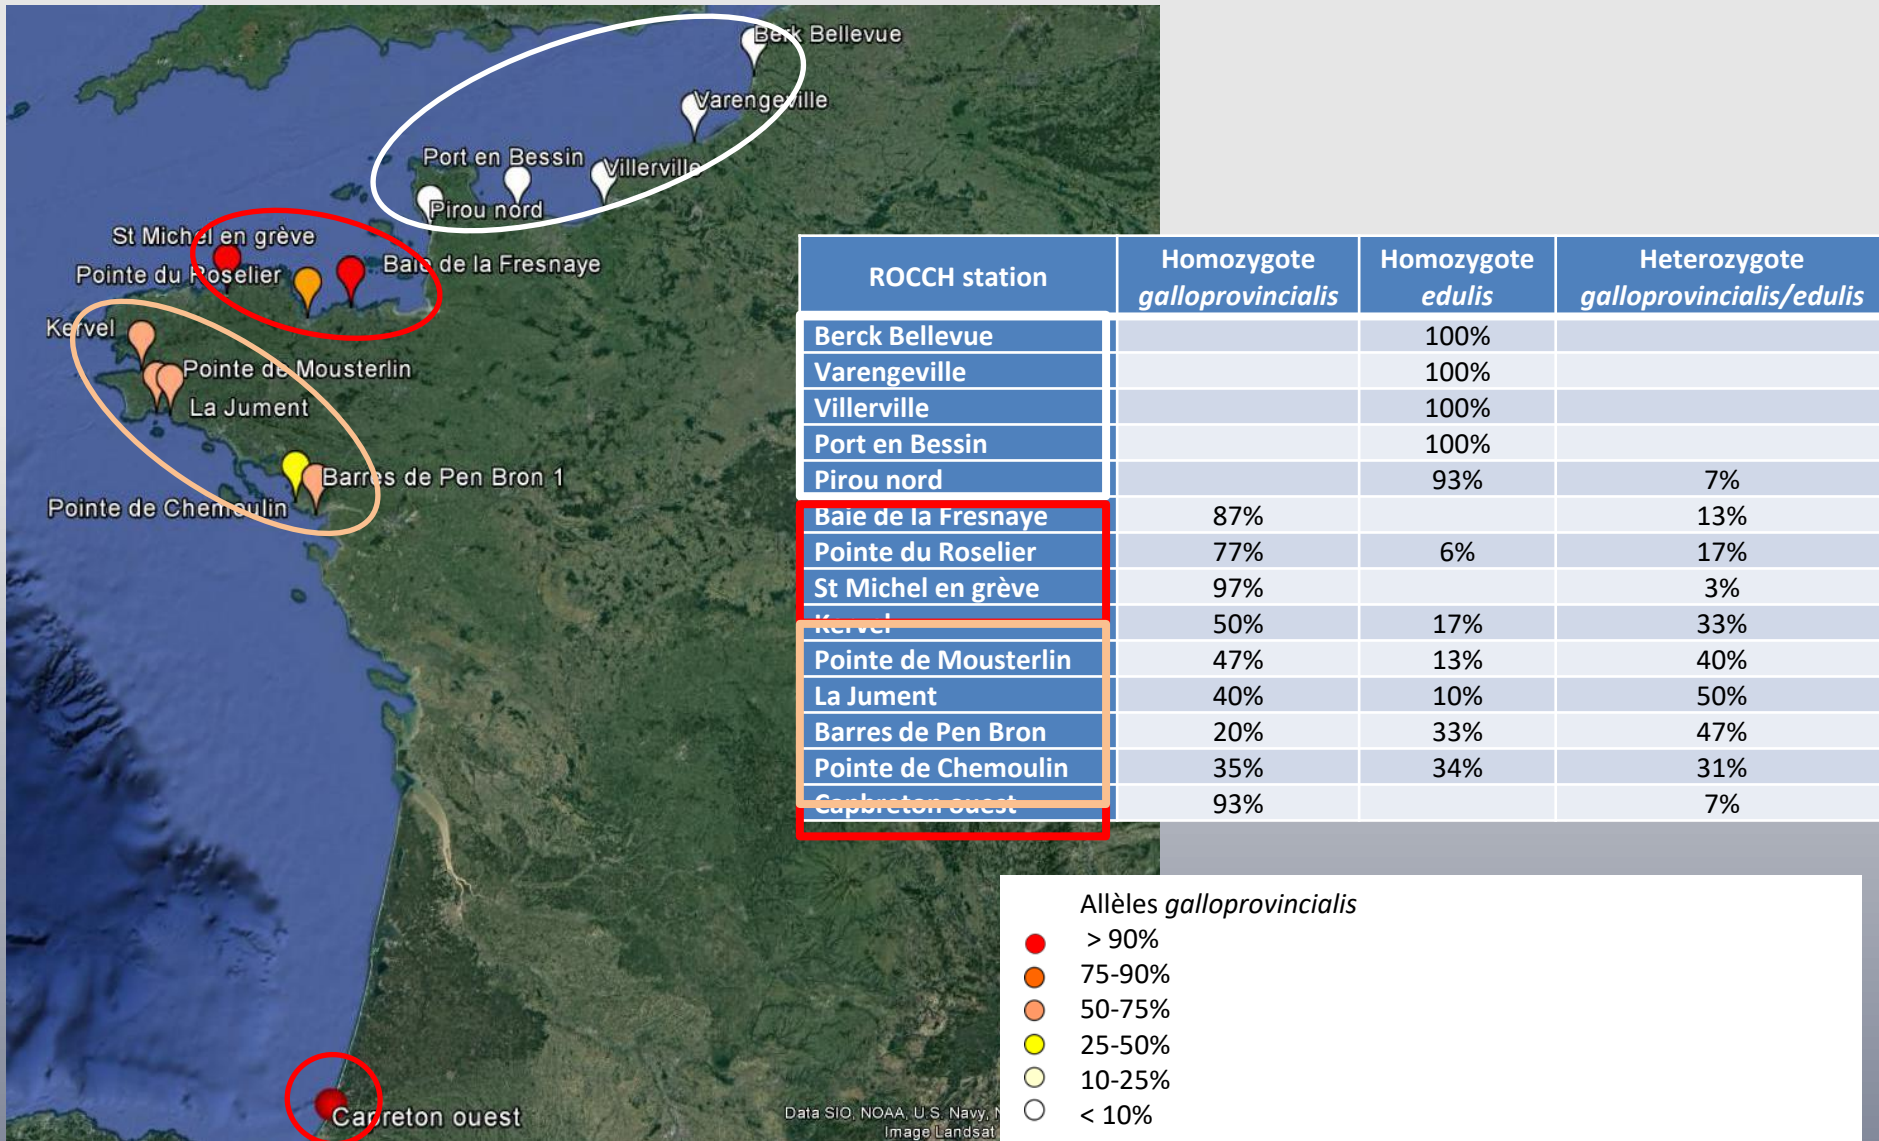 Berk Bellevue
Varengeville
Port en Bessin
Villerville
Pirou nord
St Michel en grève
Pointe du Roselier
Baie de la Fresnaye
Kervel
Pointe de Mousterlin
La Jument
Barres de Pen Bron 1
Pointe de Chemoulin
Capreton ouest
Data SIO, NOAA, U.S. Navy,
Image Landsat
ROCCH station Homozygote galloprovincialis Homozygote edulis Heterozygote galloprovincialis/edulis
Berck Bellevue 100%
Varengeville 100%
Villerville 100%
Port en Bessin 100%
Pirou nord 93% 7%
Baie de la Fresnaye 87% 13%
Pointe du Roselier 77% 6% 17%
St Michel en grève 97% 3%
Kervel 50% 17% 33%
Pointe de Mousterlin 47% 13% 40%
La Jument 40% 10% 50%
Barres de Pen Bron 20% 33% 47%
Pointe de Chemoulin 35% 34% 31%
Capbreton ouest 93% 7%
Allèles galloprovincialis
> 90%
75-90%
50-75%
25-50%
10-25%
< 10%